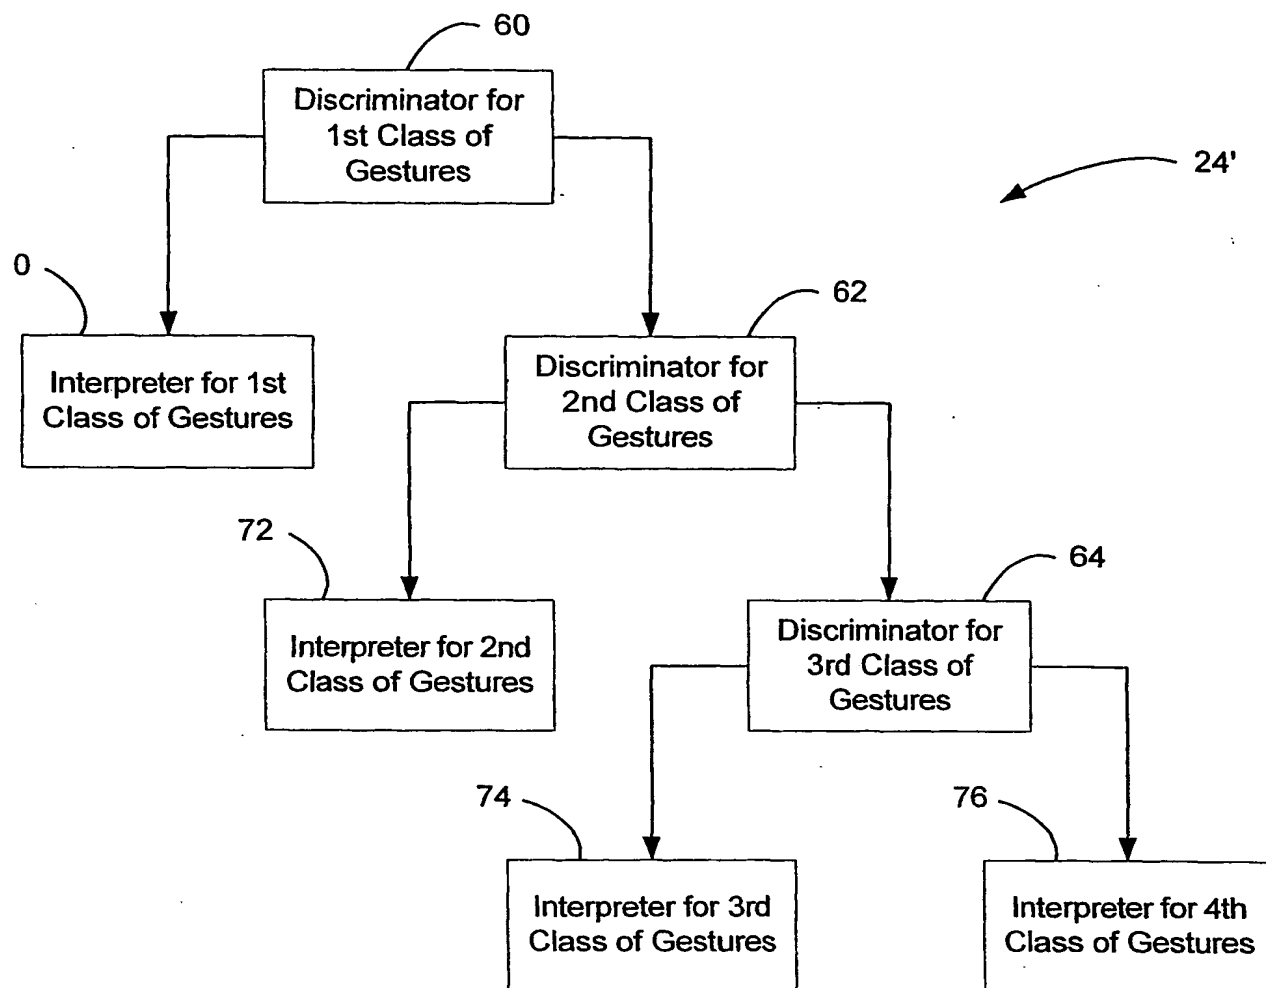 60
Discriminator for
1st Class of
Gestures
24'
0
Interpreter for 1st
Class of Gestures
62
Discriminator for
2nd Class of
Gestures
72
Interpreter for 2nd
Class of Gestures
64
Discriminator for
3rd Class of
Gestures
74
Interpreter for 3rd
Class of Gestures
76
Interpreter for 4th
Class of Gestures